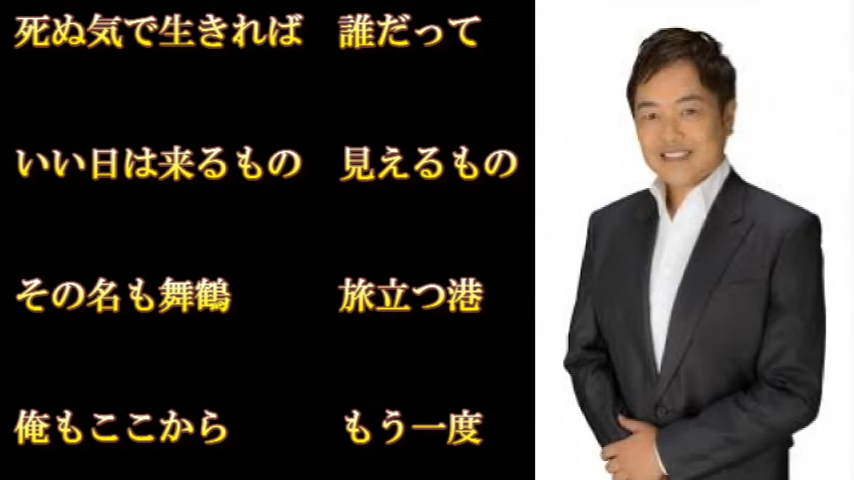 死ぬ気で生きれば　誰だって
いい日は来るもの　見えるもの
その名も舞鶴　旅立つ港
俺もここから　もう一度